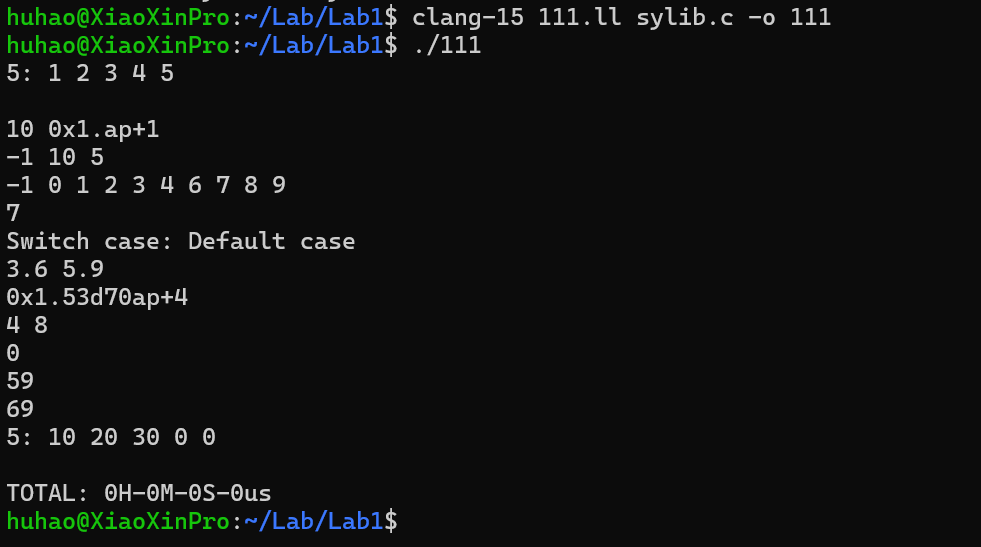 huhao@XiaoXinPro:~/Lab/Lab1$ clang-15 111.ll sylib.c -o 111
huhao@XiaoXinPro:~/Lab/Lab1$ ./111
5: 1 2 3 4 5
10 0x1.ap+1
-1 10 5
-1 0 1 2 3 4 6 7 8 9
7
Switch case: Default case
3.6 5.9
0x1.53d70ap+4
4 8
0
59
69
5: 10 20 30 0 0
TOTAL: 0H-0M-0S-0us
huhao@XiaoXinPro:~/Lab/Lab1$